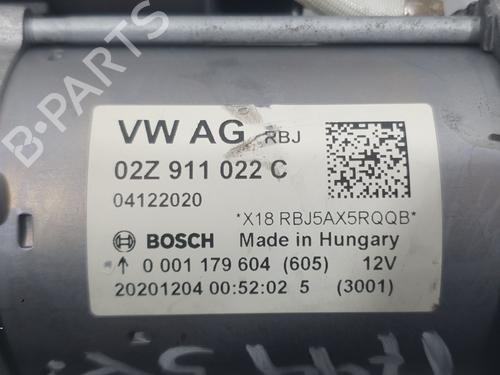 VW AG RBJ
02Z 911 022 C
04122020
*X18 RBJ5AX5RQQB*
BOSCH Made in Hungary
↑ 0 001 179 604 (605) 12V
20201204 00:52:02 5 (3001)
B-PARTS